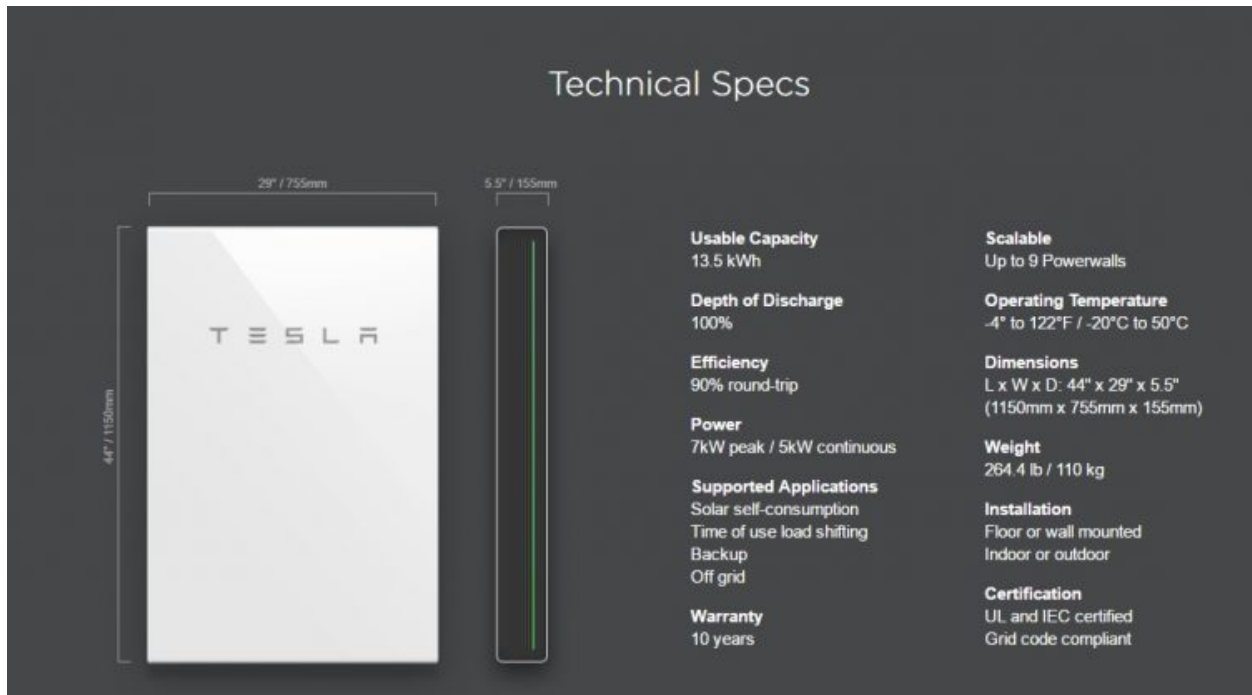 Technical Specs
29" / 755mm
5.5" / 155mm
44" / 1150mm
TESLA
Usable Capacity
13.5 kWh
Depth of Discharge
100%
Efficiency
90% round-trip
Power
7kW peak / 5kW continuous
Supported Applications
Solar self-consumption
Time of use load shifting
Backup
Off grid
Warranty
10 years
Scalable
Up to 9 Powerwalls
Operating Temperature
-4° to 122°F / -20°C to 50°C
Dimensions
L x W x D: 44" x 29" x 5.5"
(1150mm x 755mm x 155mm)
Weight
264.4 lb / 110 kg
Installation
Floor or wall mounted
Indoor or outdoor
Certification
UL and IEC certified
Grid code compliant